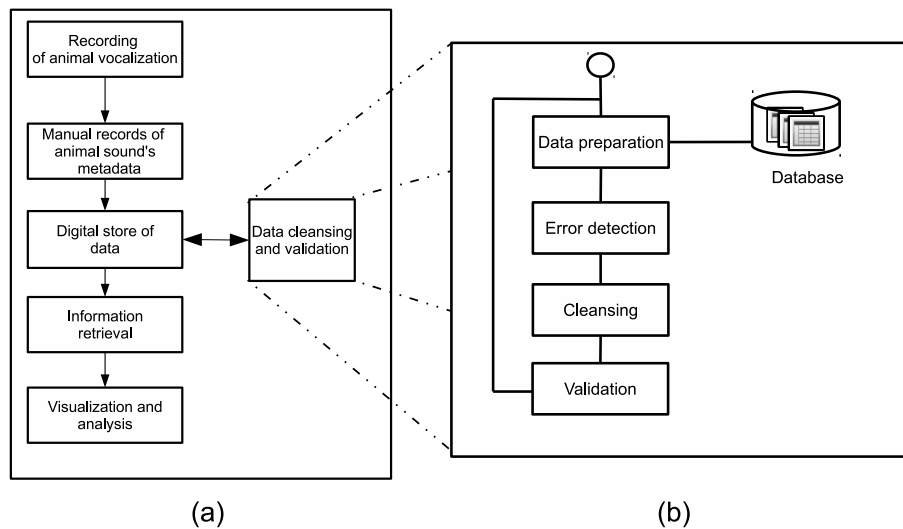 Recording
of animal vocalization
Manual records of
animal sound's
metadata
Digital store of
data
Information
retrieval
Visualization and
analysis
Data cleansing
and validation
(a)
Data preparation
Error detection
Cleansing
Validation
Database
(b)